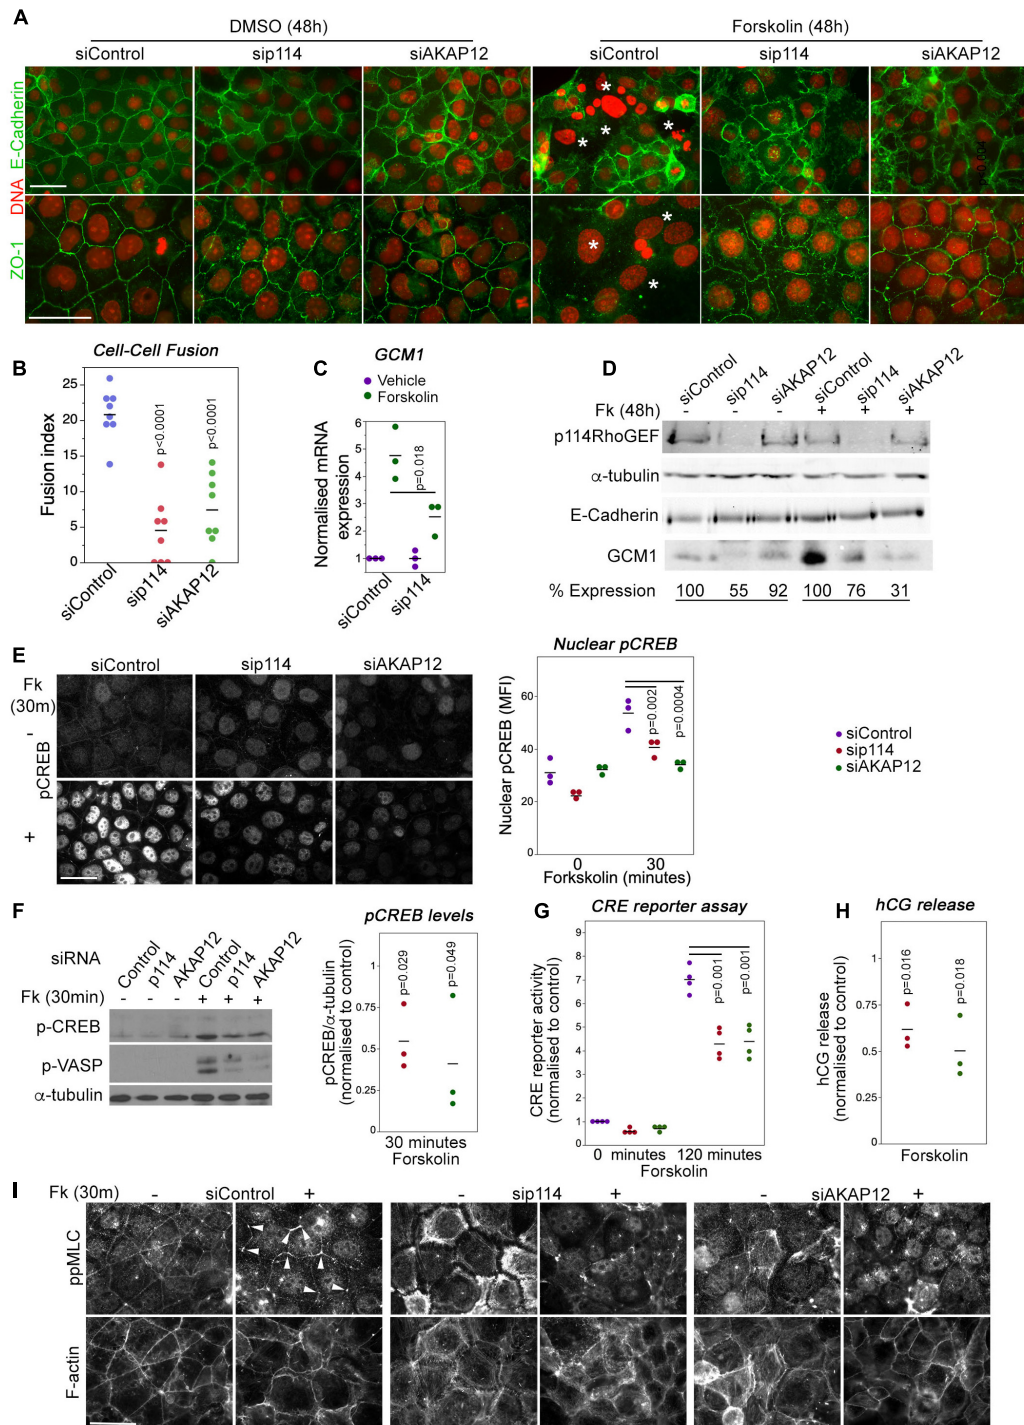 A
DMSO (48h) Forskolin (48h)
siControl sip114 siAKAP12 siControl sip114 siAKAP12
E-Cadherin
DNA
ZO-1
* * * * *
* * *
B
Cell-Cell Fusion
Fusion index
25
20
15
10
5
0
p<0.0001
p<0.0001
siControl
sip114
siAKAP12
C
GCM1
Vehicle
Forskolin
Normalised mRNA
expression
6
5
4
3
2
1
p=0.018
siControl
sip114
D
siControl sip114 siAKAP12 siControl sip114 siAKAP12
Fk (48h) - - - + + +
p114RhoGEF
α-tubulin
E-Cadherin
GCM1
% Expression 100 55 92 100 76 31
E
siControl sip114 siAKAP12
Fk
(30m)
-
pCREB
+
Nuclear pCREB
Nuclear pCREB (MFI)
60
40
20
0
p=0.002
p=0.0004
0 30
Forkskolin (minutes)
siControl
sip114
siAKAP12
F
siRNA
Control p114 AKAP12 Control p114 AKAP12
Fk (30min) - - - + + +
p-CREB
p-VASP
α-tubulin
pCREB levels
pCREB/α-tubulin
(normalised to control)
1
0.75
0.5
0.25
0
p=0.029
p=0.049
30 minutes
Forskolin
G
CRE reporter assay
CRE reporter activity
(normalised to control)
9
8
7
6
5
4
3
2
1
0
p=0.001
p=0.001
0 minutes 120 minutes
Forskolin
H
hCG release
hCG release
(normalised to control)
1
0.75
0.5
0.25
0
p=0.016
p=0.018
Forskolin
I
Fk (30m) - siControl + - sip114 + - siAKAP12 +
ppMLC
F-actin